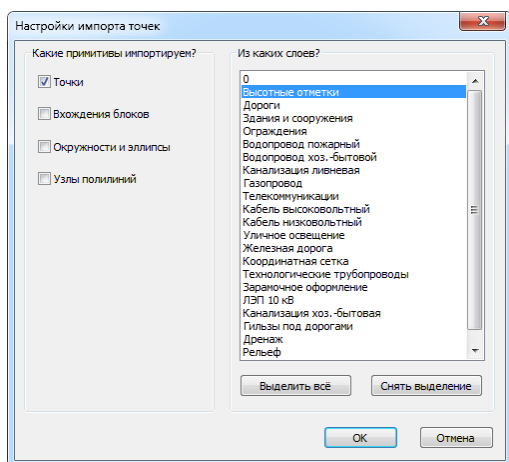 Настройки импорта точек
Какие примитивы импортируем?
Точки
Вхождения блоков
Окружности и эллипсы
Узлы полилиний
Из каких слоев?
0
Высотные отметки
Дороги
Здания и сооружения
Ограждения
Водопровод пожарный
Водопровод хоз.-бытовой
Канализация ливневая
Газопровод
Телекоммуникации
Кабель высоковольтный
Кабель низковольтный
Уличное освещение
Железная дорога
Координатная сетка
Технологические трубопроводы
Зарамочное оформление
ЛЭП 10 кВ
Канализация хоз.-бытовая
Гильзы под дорогами
Дренаж
Рельеф
Выделить всё
Снять выделение
ОК
Отмена